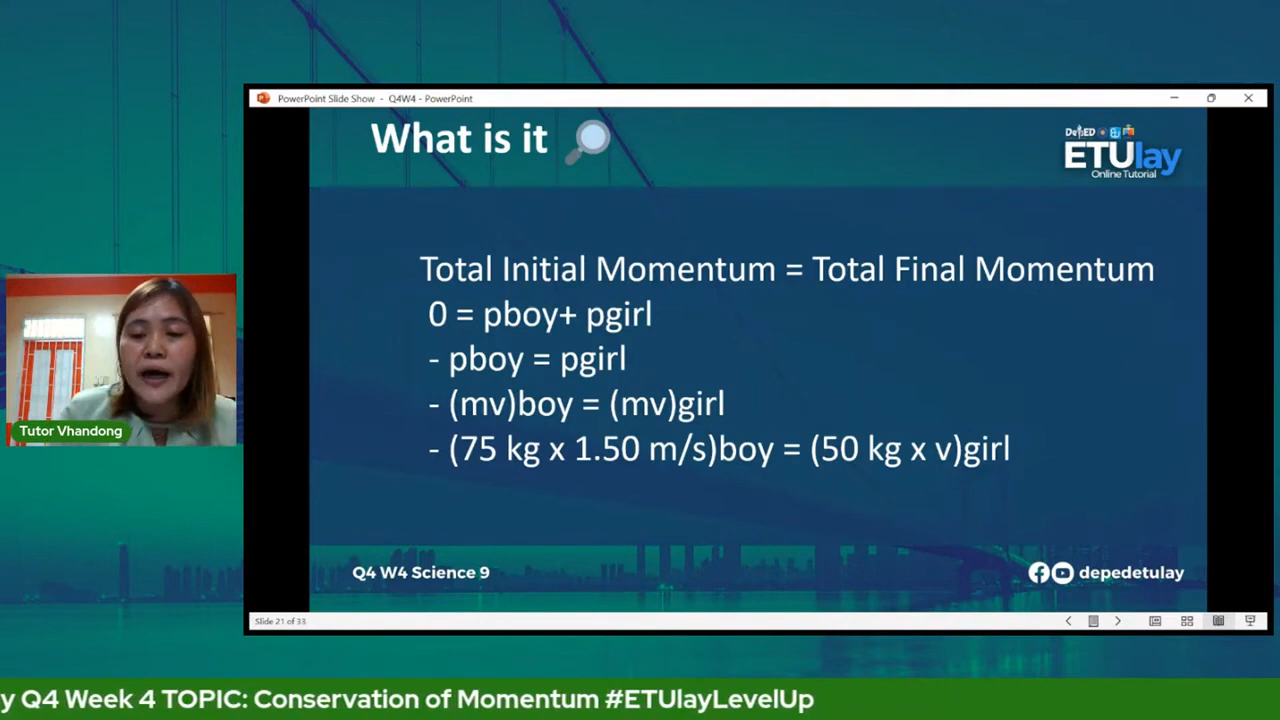 PowerPoint Slide Show - Q4W4 - PowerPoint
What is it
DepED
ETUlay
Online Tutorial
Total Initial Momentum = Total Final Momentum
0 = pboy+ pgirl
- pboy = pgirl
- (mv)boy = (mv)girl
- (75 kg x 1.50 m/s)boy = (50 kg x v)girl
Tutor Vhandong
Q4 W4 Science 9
depedetulay
Slide 21 of 33
y Q4 Week 4 TOPIC: Conservation of Momentum #ETUlayLevelUp